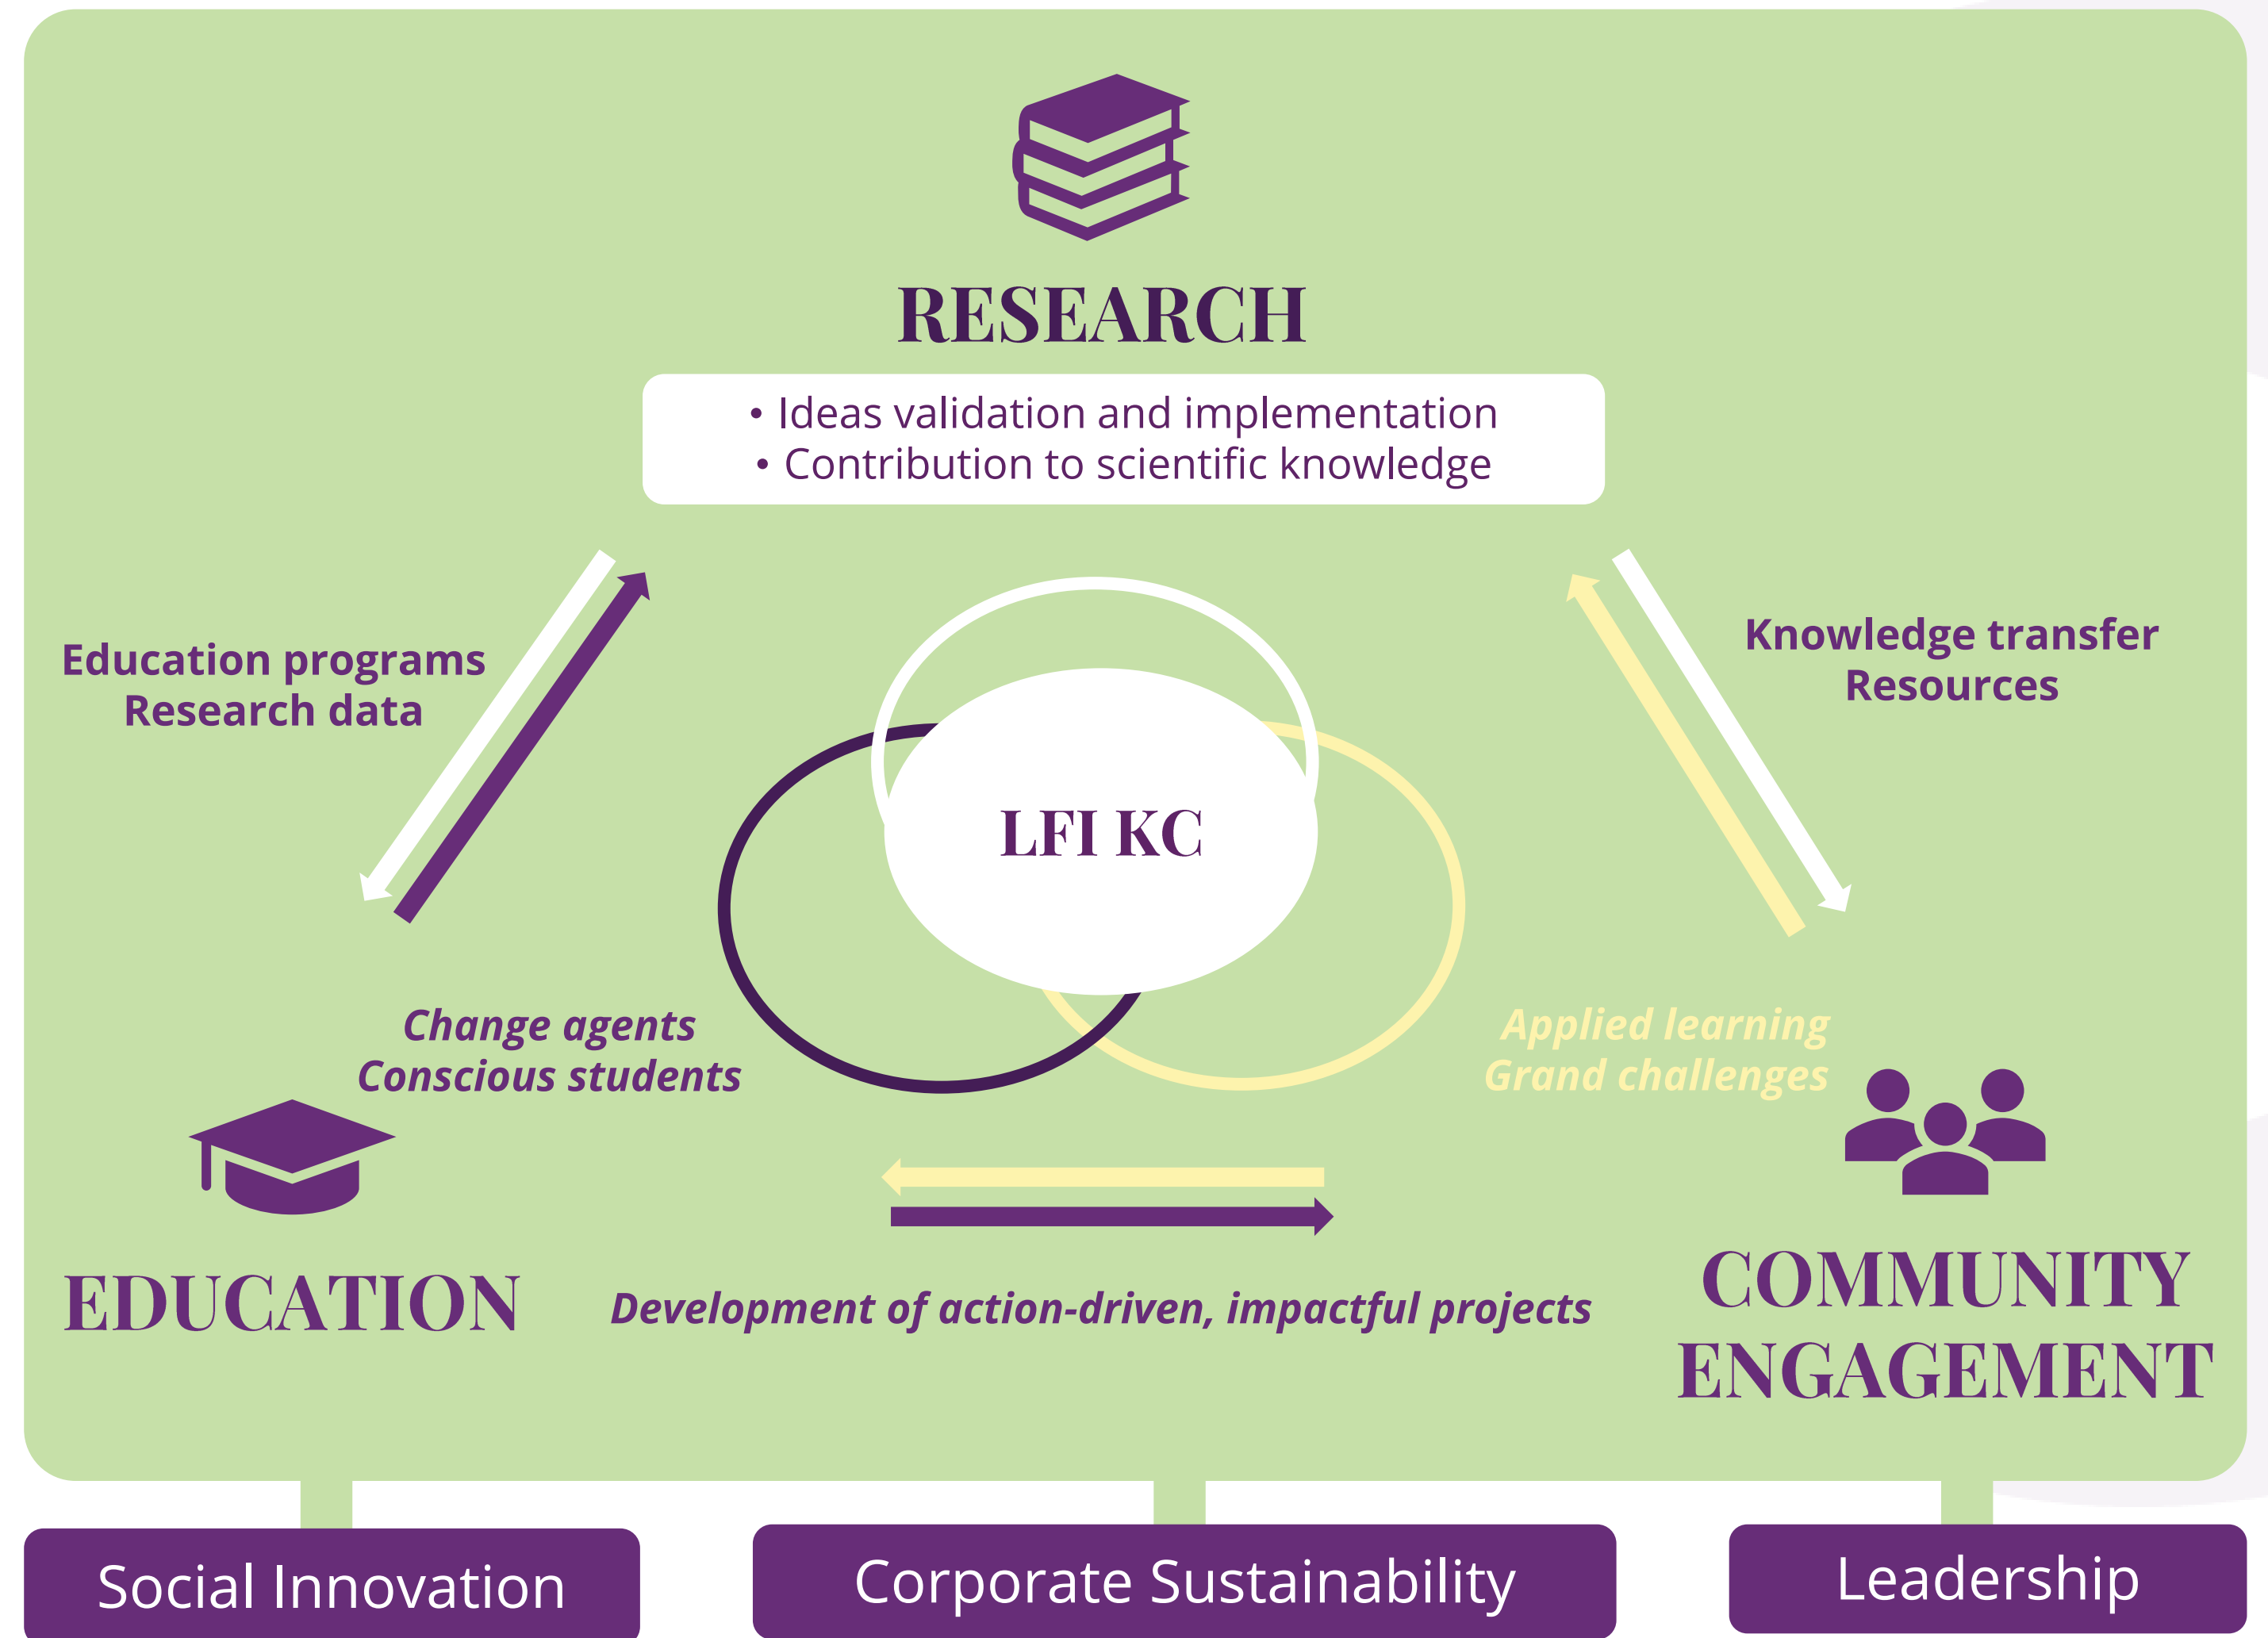 RESEARCH
• Ideas validation and implementation
• Contribution to scientific knowledge
Education programs
Research data
Knowledge transfer
Resources
LFI KC
Change agents
Conscious students
Applied learning
Grand challenges
EDUCATION
Development of action-driven, impactful projects
COMMUNITY
ENGAGEMENT
Social Innovation
Corporate Sustainability
Leadership